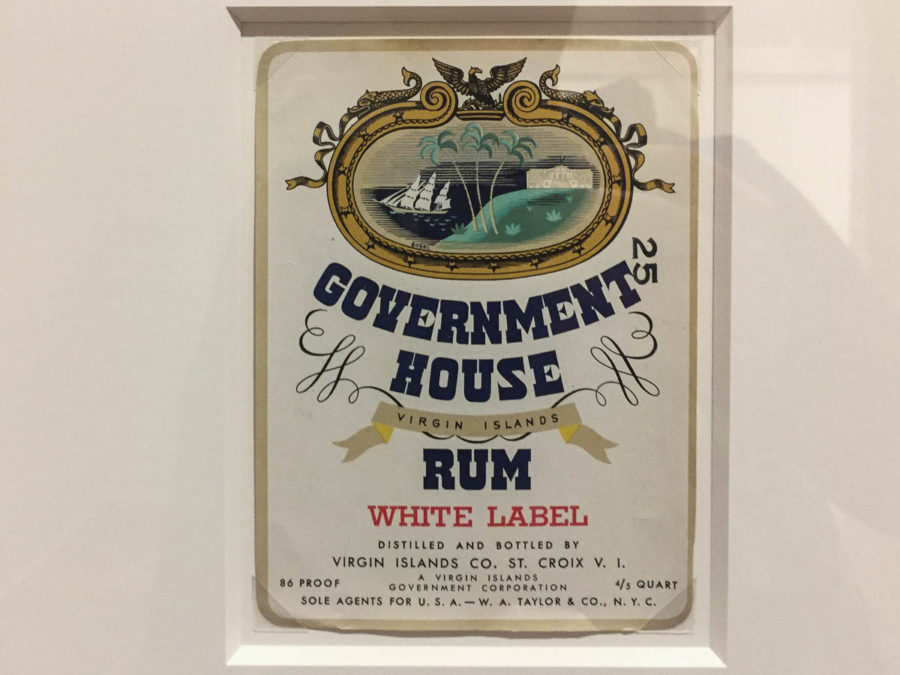 25
GOVERNMENT
HOUSE
VIRGIN ISLANDS
RUM
WHITE LABEL
DISTILLED AND BOTTLED BY
VIRGIN ISLANDS CO. ST. CROIX V. I.
86 PROOF
A VIRGIN ISLANDS
GOVERNMENT CORPORATION
4/5 QUART
SOLE AGENTS FOR U. S. A. — W. A. TAYLOR & CO., N. Y. C.